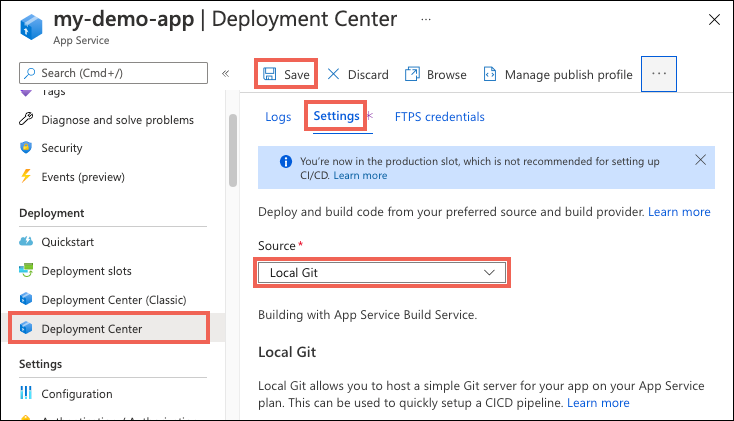 my-demo-app | Deployment Center ...
App Service
Search (Cmd+/)
«
Tags
Diagnose and solve problems
Security
Events (preview)
Deployment
Quickstart
Deployment slots
Deployment Center (Classic)
Deployment Center
Settings
Configuration
Authentication / Authorization
Save
Discard
Browse
Manage publish profile
...
Logs
Settings *
FTPS credentials
You're now in the production slot, which is not recommended for setting up
CI/CD. Learn more
Deploy and build code from your preferred source and build provider. Learn more
Source *
Local Git
Building with App Service Build Service.
Local Git
Local Git allows you to host a simple Git server for your app on your App Service
plan. This can be used to quickly setup a CICD pipeline. Learn more